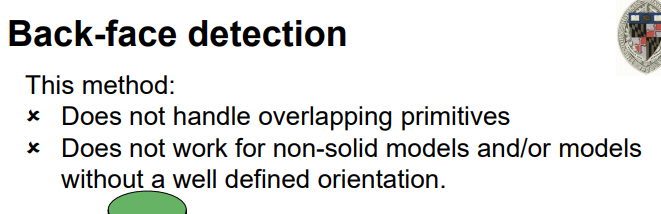 Back-face detection
This method:
× Does not handle overlapping primitives
× Does not work for non-solid models and/or models
without a well defined orientation.